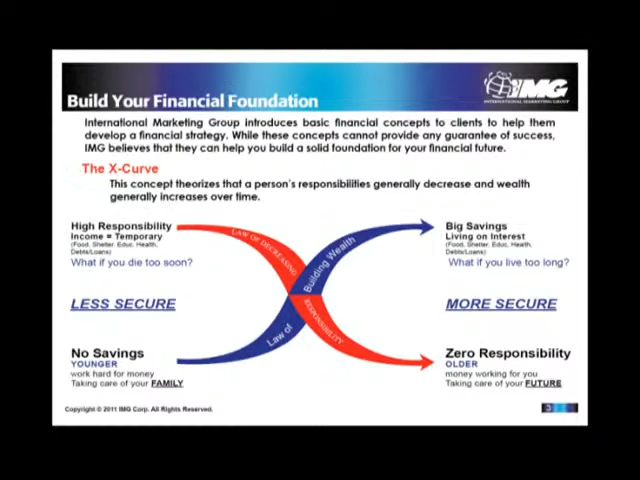 Build Your Financial Foundation
IMG
INTERNATIONAL MARKETING GROUP
International Marketing Group introduces basic financial concepts to clients to help them
develop a financial strategy. While these concepts cannot provide any guarantee of success,
IMG believes that they can help you build a solid foundation for your financial future.
The X-Curve
This concept theorizes that a person's responsibilities generally decrease and wealth
generally increases over time.
High Responsibility
Income = Temporary
(Food, Shelter, Educ, Health,
Debts/Loans)
What if you die too soon?
LAW OF DECREASING
RESPONSIBILITY
Law of
Building Wealth
Big Savings
Living on Interest
(Food, Shelter, Educ, Health,
Debts/Loans)
What if you live too long?
LESS SECURE
MORE SECURE
No Savings
YOUNGER
work hard for money
Taking care of your FAMILY
Zero Responsibility
OLDER
money working for you
Taking care of your FUTURE
Copyright © 2011 IMG Corp. All Rights Reserved.
3